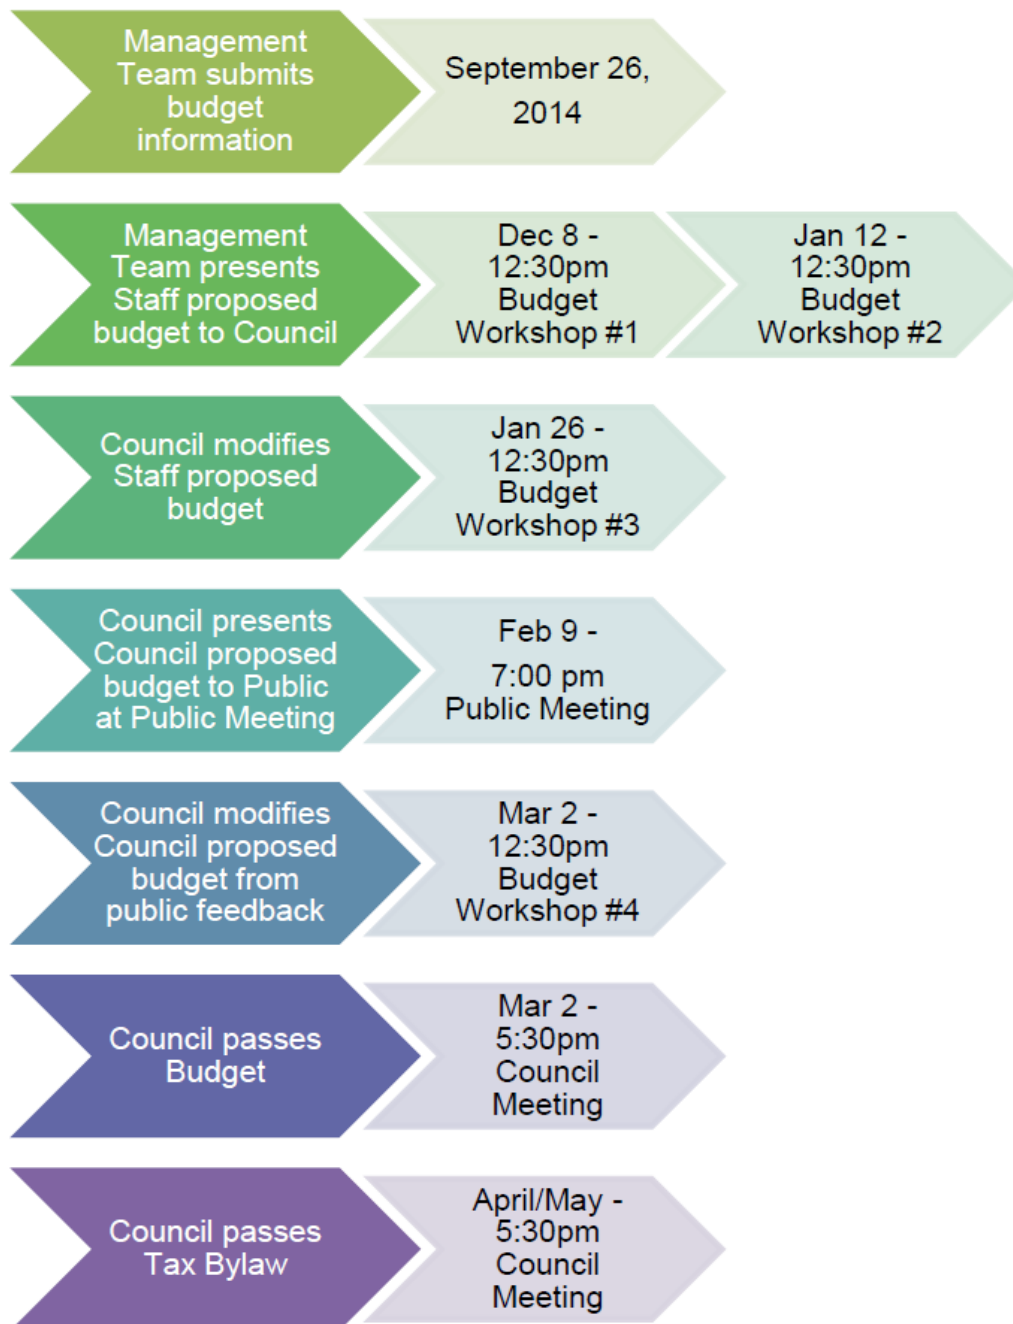 Management
Team submits
budget
information
September 26,
2014
Management
Team presents
Staff proposed
budget to Council
Dec 8 -
12:30pm
Budget
Workshop #1
Jan 12 -
12:30pm
Budget
Workshop #2
Council modifies
Staff proposed
budget
Jan 26 -
12:30pm
Budget
Workshop #3
Council presents
Council proposed
budget to Public
at Public Meeting
Feb 9 -
7:00 pm
Public Meeting
Council modifies
Council proposed
budget from
public feedback
Mar 2 -
12:30pm
Budget
Workshop #4
Council passes
Budget
Mar 2 -
5:30pm
Council
Meeting
Council passes
Tax Bylaw
April/May -
5:30pm
Council
Meeting